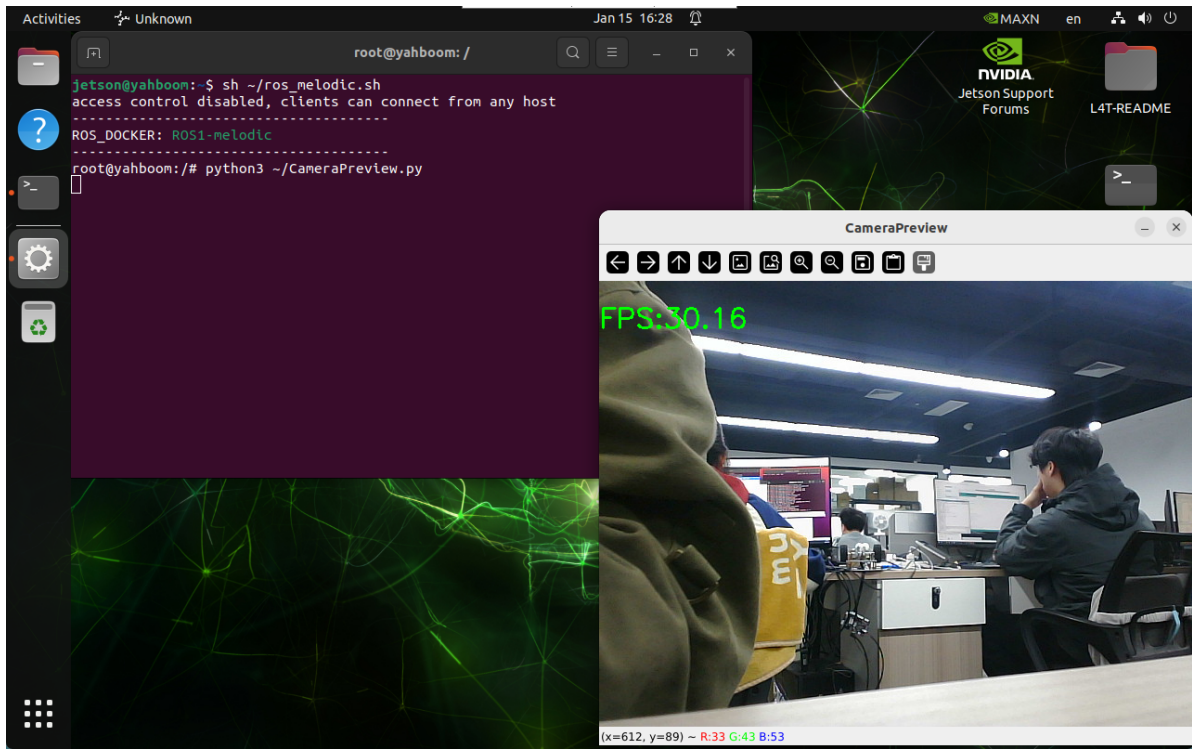 Activities
Unknown
Jan 15 16:28
MAXN
en
root@yahboom: /
jetson@yahboom:~$ sh ~/ros_melodic.sh
access control disabled, clients can connect from any host
--------------------------------------
ROS_DOCKER: ROS1-melodic
--------------------------------------
root@yahboom:/# python3 ~/CameraPreview.py
NVIDIA.
Jetson Support
Forums
L4T-README
CameraPreview
FPS:30.16
(x=612, y=89) ~ R:33 G:43 B:53